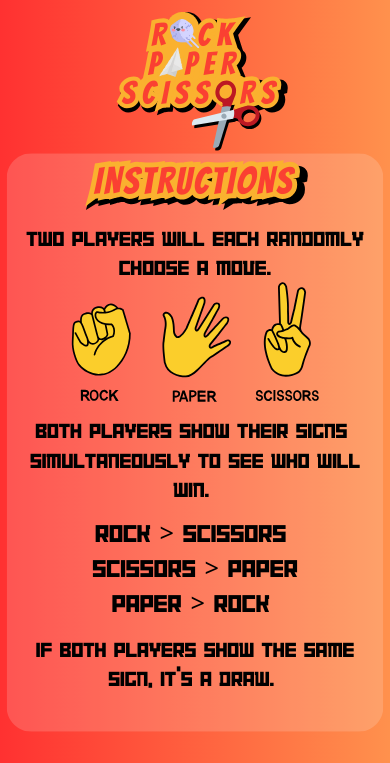 ROCK
PAPER
SCISSORS
INSTRUCTIONS
TWO PLAYERS WILL EACH RANDOMLY
CHOOSE A MOVE.
ROCK PAPER SCISSORS
BOTH PLAYERS SHOW THEIR SIGNS
SIMULTANEOUSLY TO SEE WHO WILL
WIN.
ROCK > SCISSORS
SCISSORS > PAPER
PAPER > ROCK
IF BOTH PLAYERS SHOW THE SAME
SIGN, IT'S A DRAW.